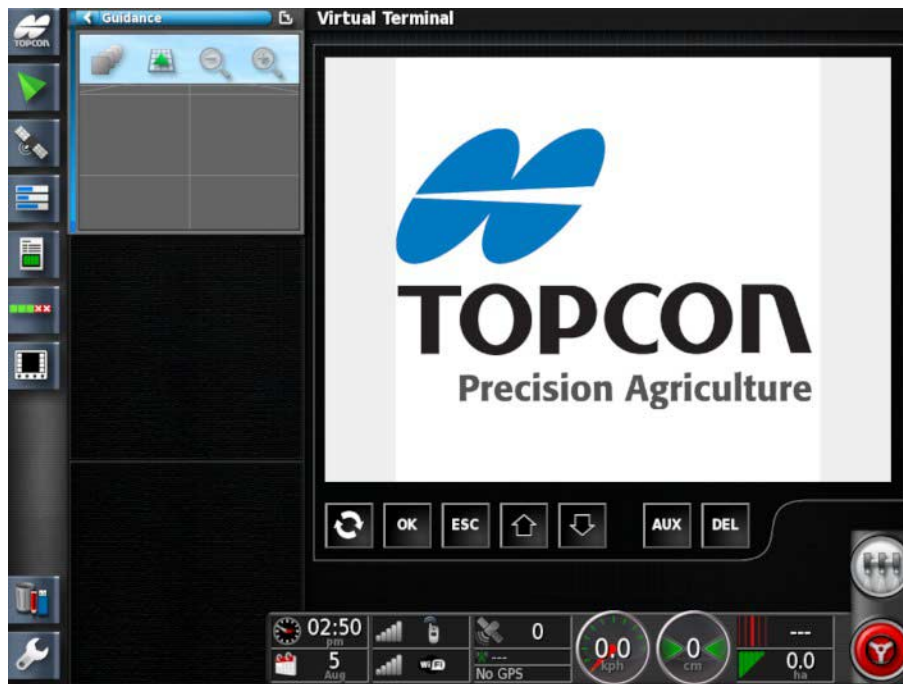 TOPCON
Guidance
Virtual Terminal
TOPCON
Precision Agriculture
OK
ESC
AUX
DEL
02:50
pm
5
Aug
WiFi
0
---
No GPS
0.0
kph
0
cm
---
0.0
ha